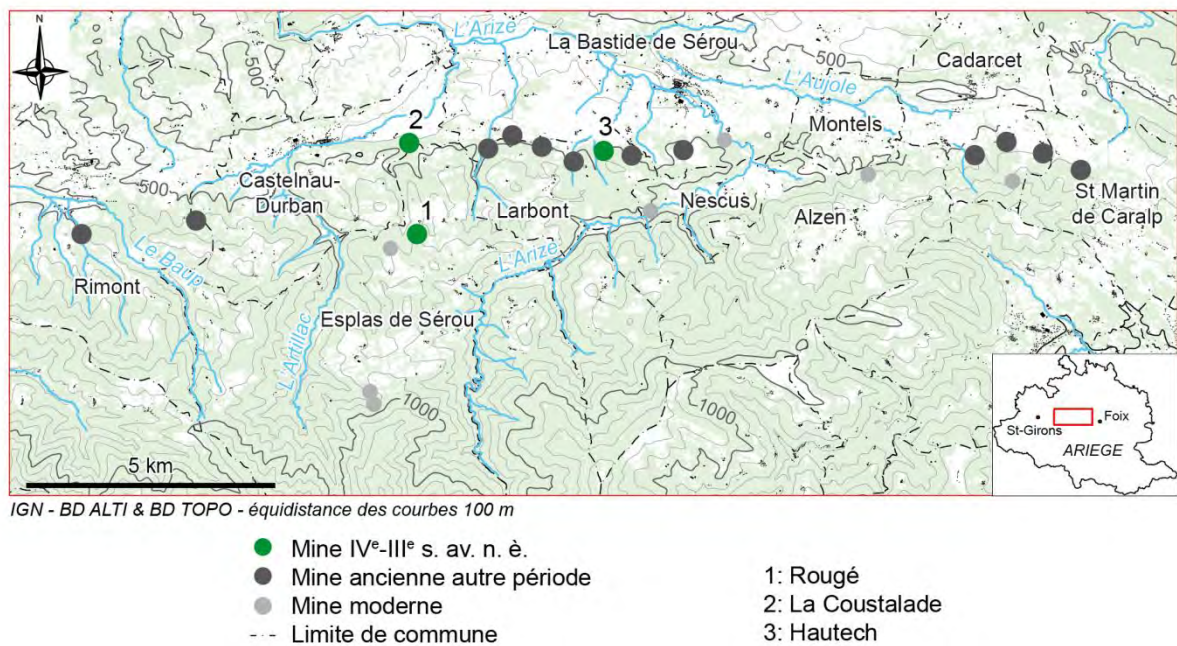 N
L'Arize
La Bastide de Sérou
500
Cadarcet
500
L'Aujole
2
3
Montels
500
Castelnau-
Durban
1
Larbont
Nescus
Alzen
St Martin
de Caralp
Le Baup
L'Arize
Rimont
L'Artillac
Esplas de Sérou
1000
1000
5 km
St-Girons
Foix
ARIEGE
IGN - BD ALTI & BD TOPO - équidistance des courbes 100 m
Mine IVᵉ-IIIᵉ s. av. n. è.
Mine ancienne autre période
Mine moderne
Limite de commune
1: Rougé
2: La Coustalade
3: Hautech